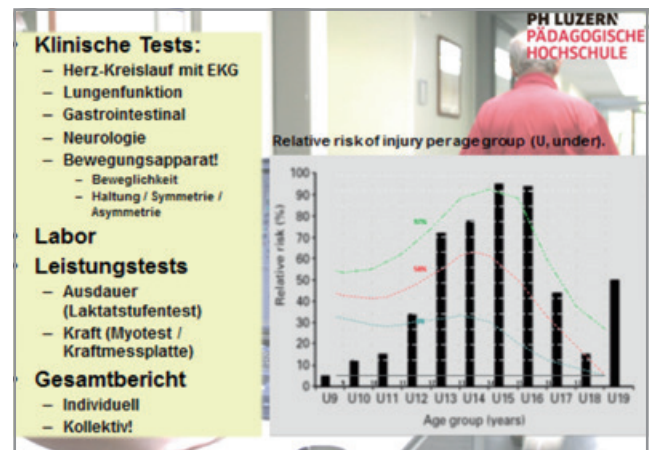 PH LUZERN
PÄDAGOGISCHE
HOCHSCHULE
Klinische Tests:
– Herz-Kreislauf mit EKG
– Lungenfunktion
– Gastrointestinal
– Neurologie
– Bewegungsapparat!
– Beweglichkeit
– Haltung / Symmetrie /
Asymmetrie
Labor
Leistungstests
– Ausdauer
(Laktatstufentest)
– Kraft (Myotest /
Kraftmessplatte)
Gesamtbericht
– Individuell
– Kollektiv!
Relative risk of injury per age group (U, under).
Relative risk (%)
100
90
80
70
60
50
40
30
20
10
0
U9 U10 U11 U12 U13 U14 U15 U16 U17 U18 U19
Age group (years)